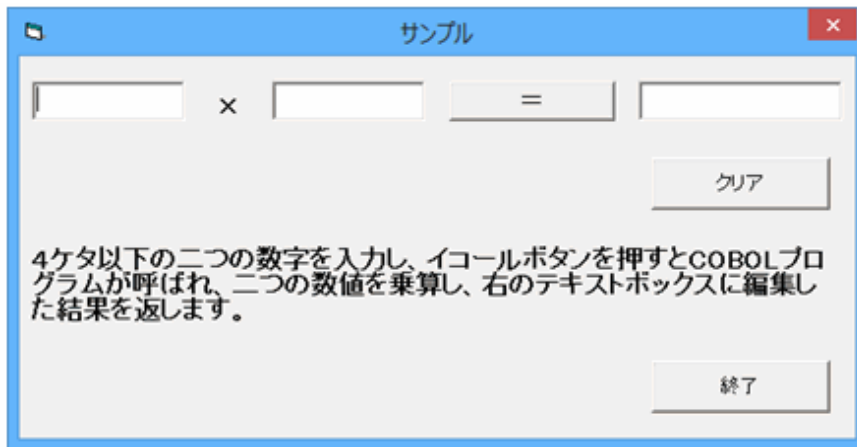 サンプル
×
× ＝
クリア
4ケタ以下の二つの数字を入力し、イコールボタンを押すとCOBOLプロ
グラムが呼ばれ、二つの数値を乗算し、右のテキストボックスに編集し
た結果を返します。
終了